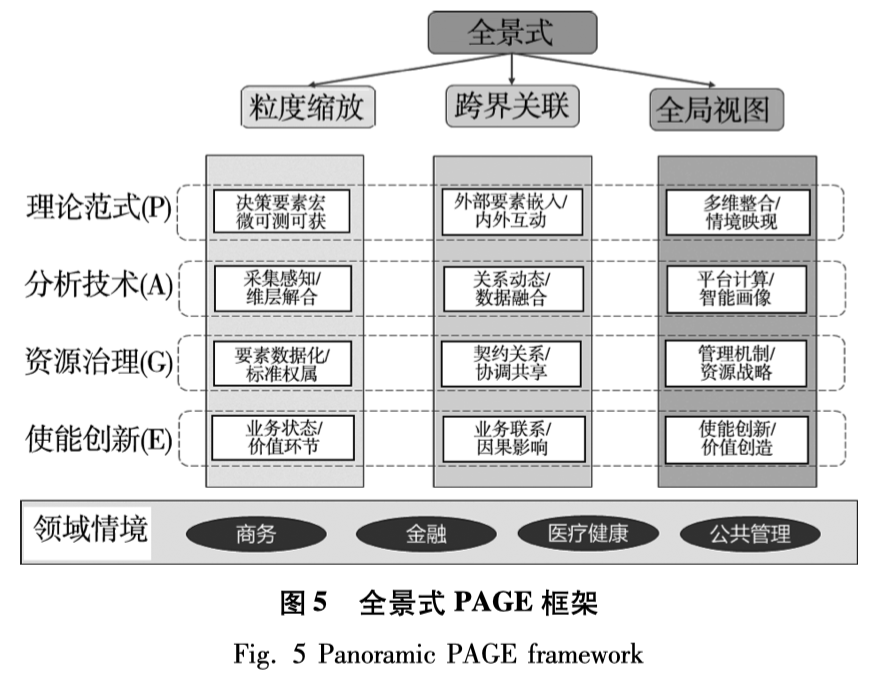 全景式
粒度缩放
跨界关联
全局视图
理论范式(P)
决策要素宏
微可测可获
外部要素嵌入/
内外互动
多维整合/
情境映现
分析技术(A)
采集感知/
维层解合
关系动态/
数据融合
平台计算/
智能画像
资源治理(G)
要素数据化/
标准权属
契约关系/
协调共享
管理机制/
资源战略
使能创新(E)
业务状态/
价值环节
业务联系/
因果影响
使能创新/
价值创造
领域情境
商务
金融
医疗健康
公共管理
图5 全景式 PAGE 框架
Fig. 5 Panoramic PAGE framework